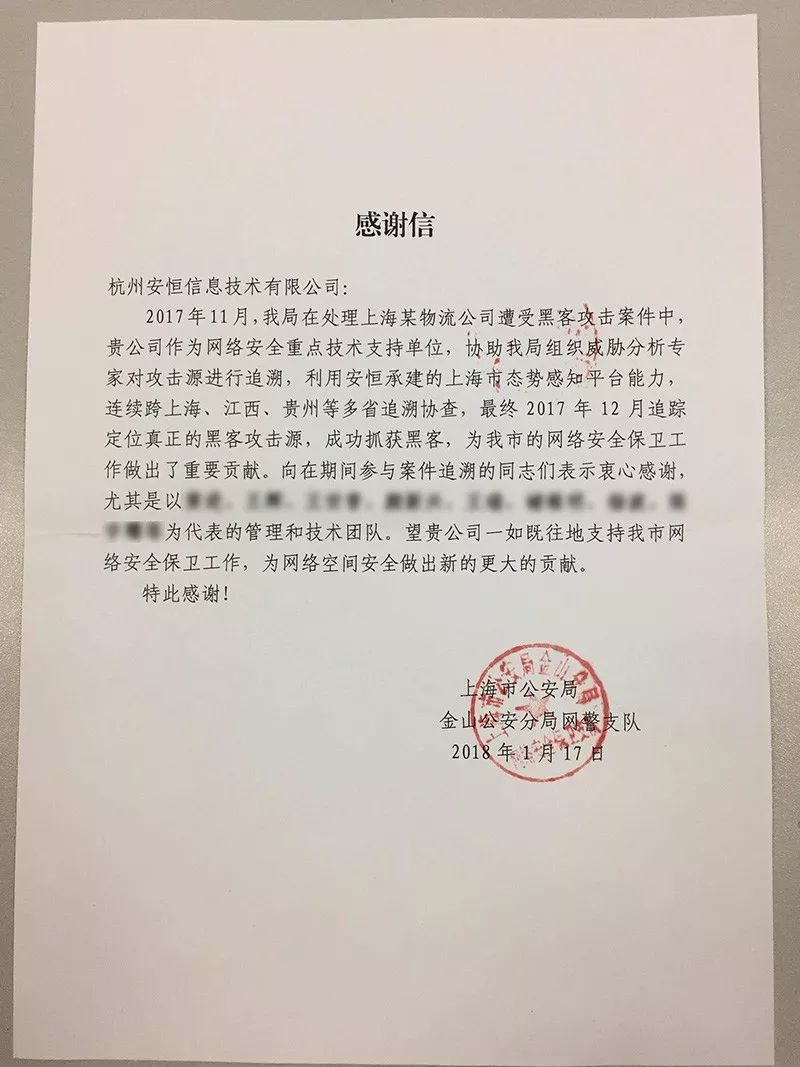 感谢信
杭州安恒信息技术有限公司：
2017年11月，我局在处理上海某物流公司遭受黑客攻击案件中，
贵公司作为网络安全重点技术支持单位，协助我局组织威胁分析专
家对攻击源进行追溯，利用安恒承建的上海市态势感知平台能力，
连续跨上海、江西、贵州等多省追溯协查，最终2017年12月追踪
定位真正的黑客攻击源，成功抓获黑客，为我市的网络安全保卫工
作做出了重要贡献。向在期间参与案件追溯的同志们表示衷心感谢，
尤其是以
为代表的管理和技术团队。望贵公司一如既往地支持我市网
络安全保卫工作，为网络空间安全做出新的更大的贡献。
特此感谢！
上海市公安局
金山公安分局网警支队
2018年1月17日